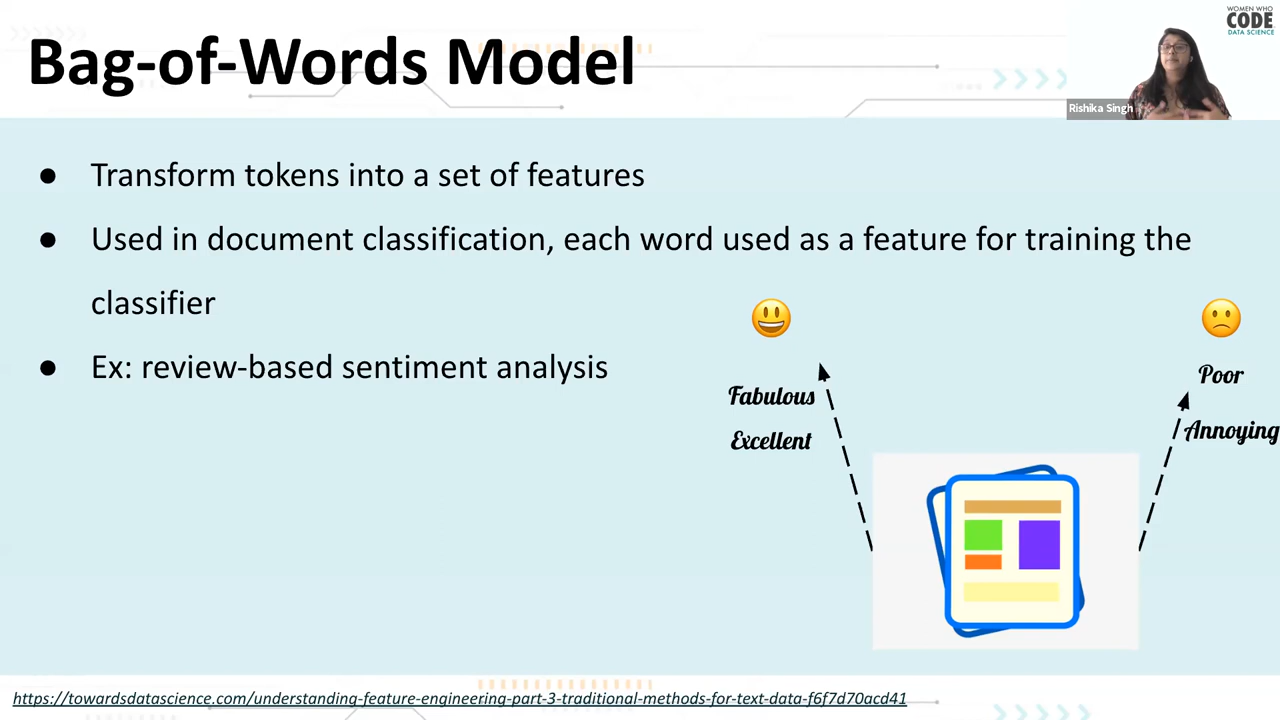 Bag-of-Words Model
WOMEN WHO
CODE
DATA SCIENCE
Rishika Singh
● Transform tokens into a set of features
● Used in document classification, each word used as a feature for training the
classifier
● Ex: review-based sentiment analysis
Fabulous
Excellent
Poor
Annoying
https://towardsdatascience.com/understanding-feature-engineering-part-3-traditional-methods-for-text-data-f6f7d70acd41